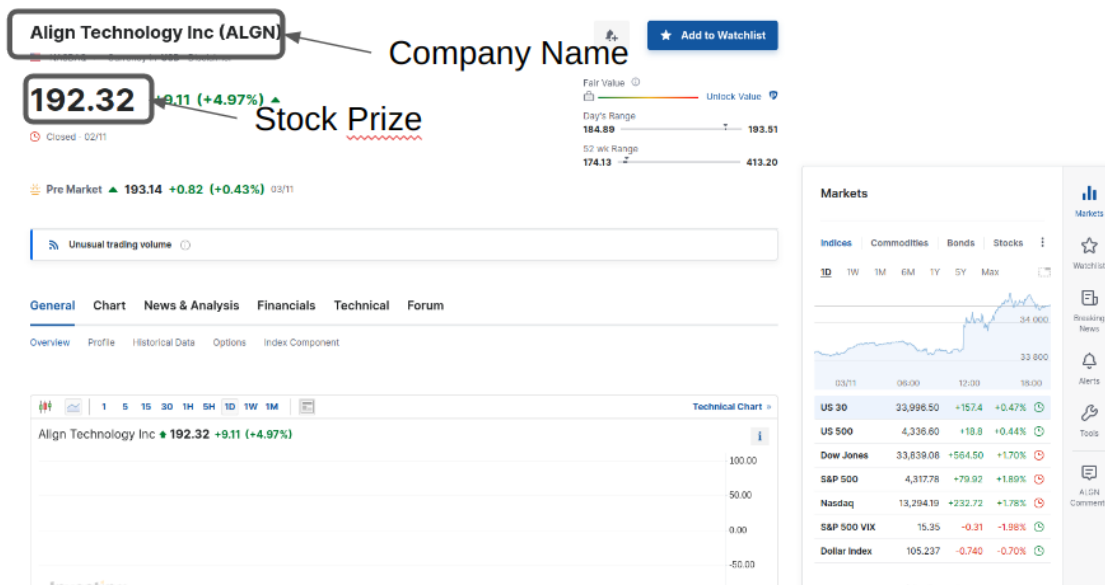 Align Technology Inc (ALGN)
Company Name
Add to Watchlist
192.32 +9.11 (+4.97%)
Stock Prize
Closed · 02/11
Fair Value
Unlock Value
Day's Range
184.89 193.51
52 wk Range
174.13 413.20
Pre Market 193.14 +0.82 (+0.43%) 03/11
Unusual trading volume
General Chart News & Analysis Financials Technical Forum
Overview Profile Historical Data Options Index Component
1 5 15 30 1H 5H 1D 1W 1M
Technical Chart »
Align Technology Inc 192.32 +9.11 (+4.97%)
100.00
50.00
0.00
-50.00
Markets
Indices Commodities Bonds Stocks
1D 1W 1M 6M 1Y 5Y Max
34 000
33 800
03/11 06:00 12:00 18:00
US 30 33,996.50 +157.4 +0.47%
US 500 4,336.60 +18.8 +0.44%
Dow Jones 33,839.08 +564.50 +1.70%
S&P 500 4,317.78 +79.92 +1.89%
Nasdaq 13,294.19 +232.72 +1.78%
S&P 500 VIX 15.35 -0.31 -1.98%
Dollar Index 105.237 -0.740 -0.70%
Markets
Watchlist
Breaking
News
Alerts
Tools
ALGN
Comment